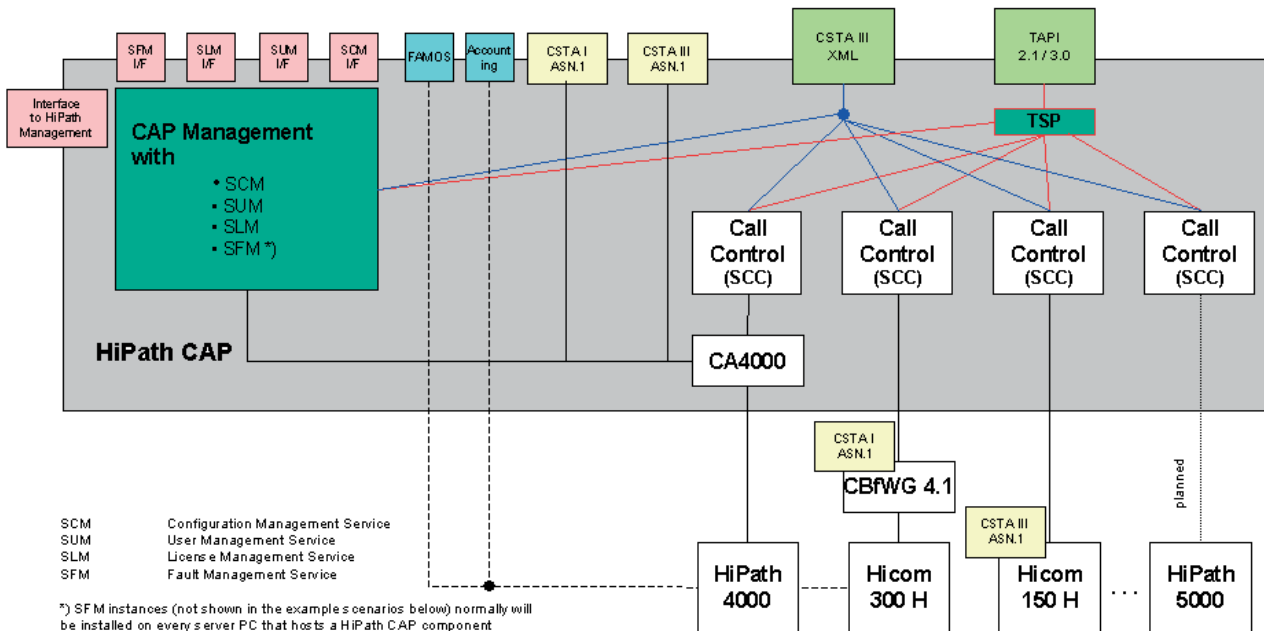 SFM
I/F
SLM
I/F
SUM
I/F
SCM
I/F
FAMOS
Account
ing
CSTA I
ASN.1
CSTA III
ASN.1
CSTA III
XML
TAPI
2.1 / 3.0
Interface
to HiPath
Management
CAP Management
with
• SCM
• SUM
• SLM
• SFM *)
TSP
Call
Control
(SCC)
Call
Control
(SCC)
Call
Control
(SCC)
Call
Control
(SCC)
HiPath CAP
CA4000
CSTA I
ASN.1
CBfWG 4.1
planned
CSTA III
ASN.1
SCM Configuration Management Service
SUM User Management Service
SLM License Management Service
SFM Fault Management Service
HiPath
4000
Hicom
300 H
Hicom
150 H
. . .
HiPath
5000
*) SFM instances (not shown in the example scenarios below) normally will
be installed on every server PC that hosts a HiPath CAP component